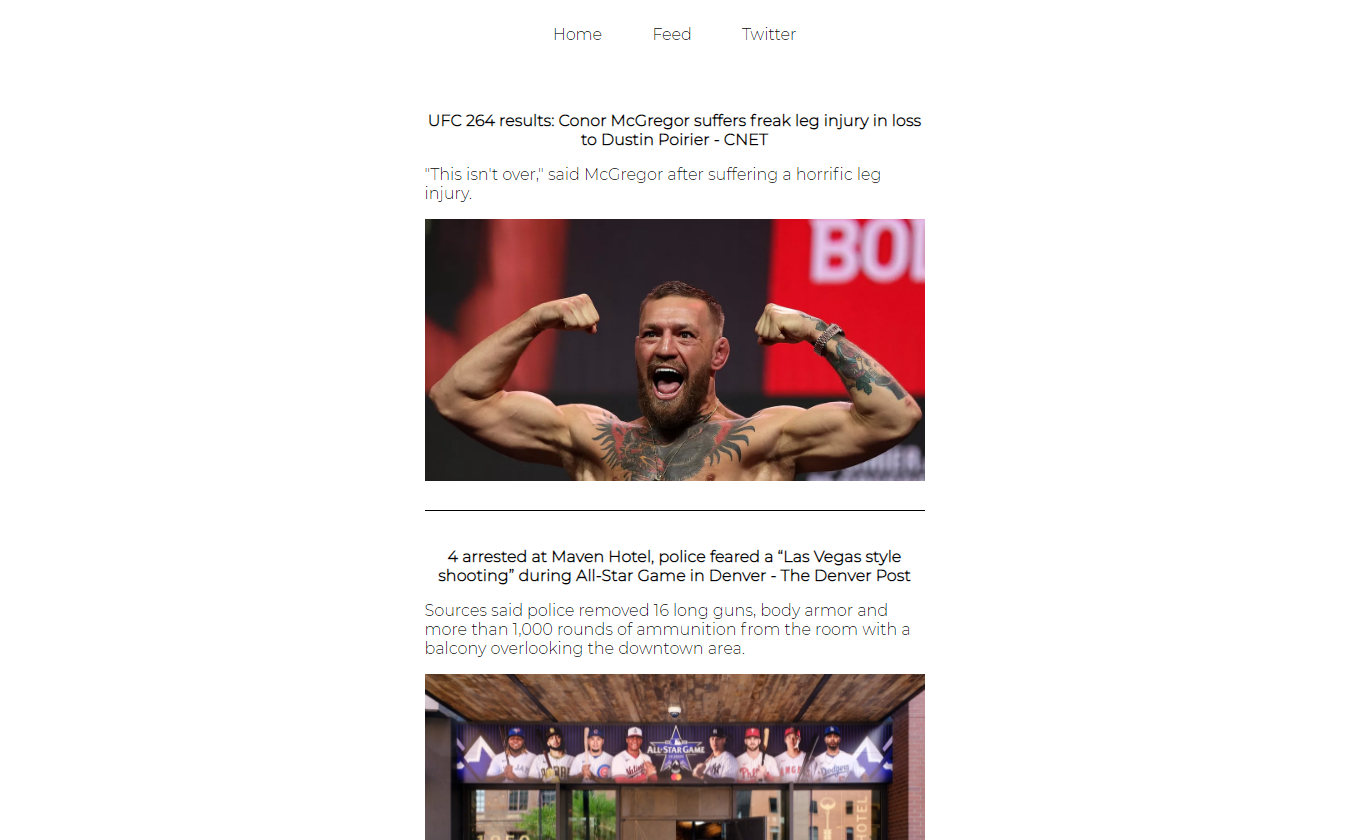 Home Feed Twitter
UFC 264 results: Conor McGregor suffers freak leg injury in loss
to Dustin Poirier - CNET
"This isn't over," said McGregor after suffering a horrific leg
injury.
BOD
4 arrested at Maven Hotel, police feared a “Las Vegas style
shooting” during All-Star Game in Denver - The Denver Post
Sources said police removed 16 long guns, body armor and
more than 1,000 rounds of ammunition from the room with a
balcony overlooking the downtown area.
ALL-STAR GAME
Dodgers
1850
HOTEL